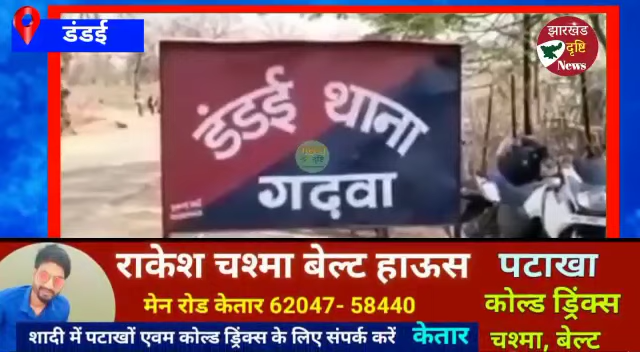 डंडई
झारखंड
दृष्टि
News
डंडई थाना
गढ़वा
राकेश चश्मा बेल्ट हाऊस
पटाखा
मेन रोड केतार 62047- 58440
कोल्ड ड्रिंक्स
शादी में पटाखों एवम कोल्ड ड्रिंक्स के लिए संपर्क करें
केतार
चश्मा, बेल्ट